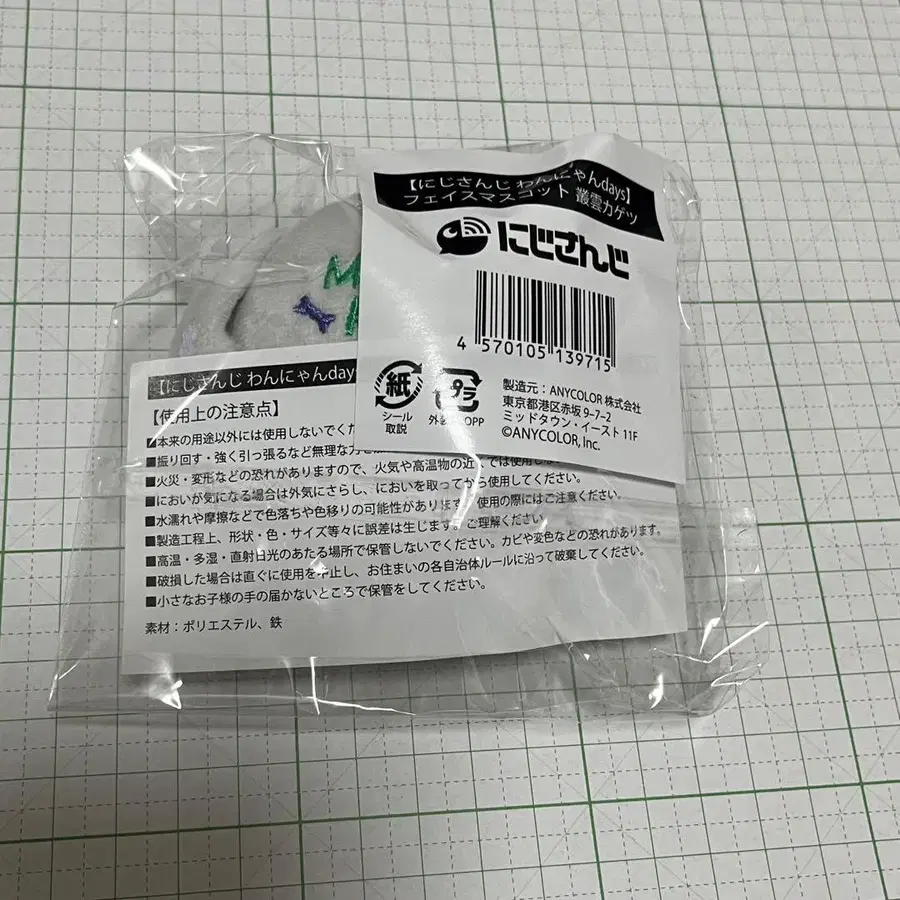 【にじさんじ わんにゃんdays】
フェイスマスコット 叢雲カゲツ
にじさんじ
4 570105 139715
紙
シール
取説
プラ
OPP
製造元：ANYCOLOR 株式会社
東京都港区赤坂 9-7-2
ミッドタウン・イースト 11F
©ANYCOLOR, Inc.
M
【にじさんじ わんにゃんday
【使用上の注意点】
■本来の用途以外には使用しないでくだ
■振り回す・強く引っ張るなど無理な力を
■火災・変形などの恐れがありますので、火気や高温物の近 では使用しない
■においが気になる場合は外気にさらし、においを取ってから使用してください。
■水濡れや摩擦などで色落ちや色移りの可能性があります 使用の際にはご注意ください。
■製造工程上、形状・色・サイズ等々に誤差は生じます。ご理解ください
■高温・多湿・直射日光のあたる場所で保管しないでください。カビや変色などの恐れがあります。
■破損した場合は直ぐに使用を中止し、お住まいの各自治体ルールに沿って破棄してください。
■小さなお子様の手の届かないところで保管をしてください。
素材：ポリエステル、鉄